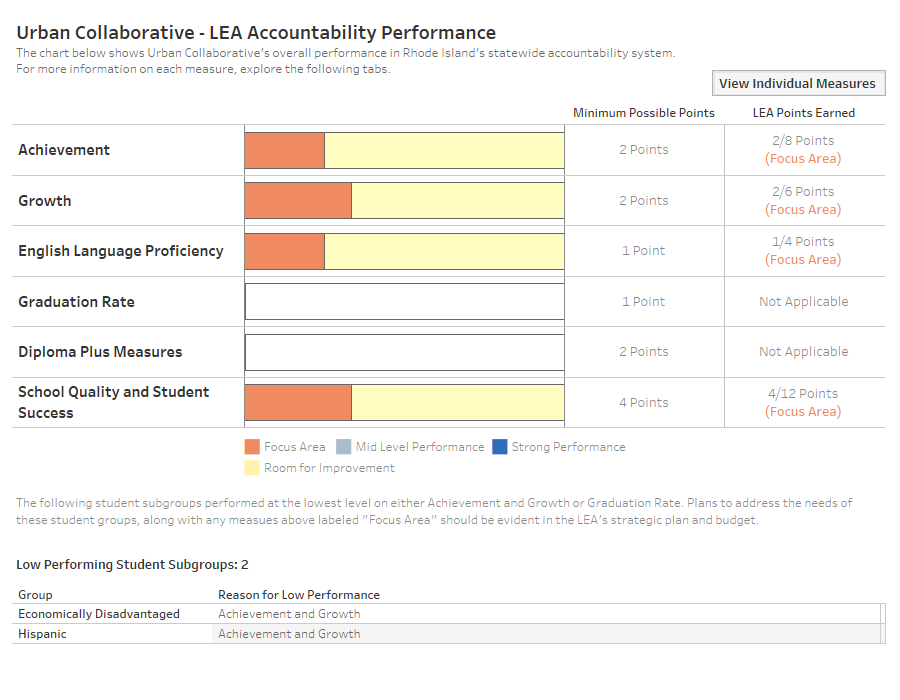 Urban Collaborative - LEA Accountability Performance
The chart below shows Urban Collaborative's overall performance in Rhode Island's statewide accountability system.
For more information on each measure, explore the following tabs.
View Individual Measures
Minimum Possible Points LEA Points Earned
Achievement 2 Points 2/8 Points
(Focus Area)
Growth 2 Points 2/6 Points
(Focus Area)
English Language Proficiency 1 Point 1/4 Points
(Focus Area)
Graduation Rate 1 Point Not Applicable
Diploma Plus Measures 2 Points Not Applicable
School Quality and Student
Success 4 Points 4/12 Points
(Focus Area)
Focus Area Mid Level Performance Strong Performance
Room for Improvement
The following student subgroups performed at the lowest level on either Achievement and Growth or Graduation Rate. Plans to address the needs of
these student groups, along with any measues above labeled "Focus Area" should be evident in the LEA's strategic plan and budget.
Low Performing Student Subgroups: 2
Group Reason for Low Performance
Economically Disadvantaged Achievement and Growth
Hispanic Achievement and Growth